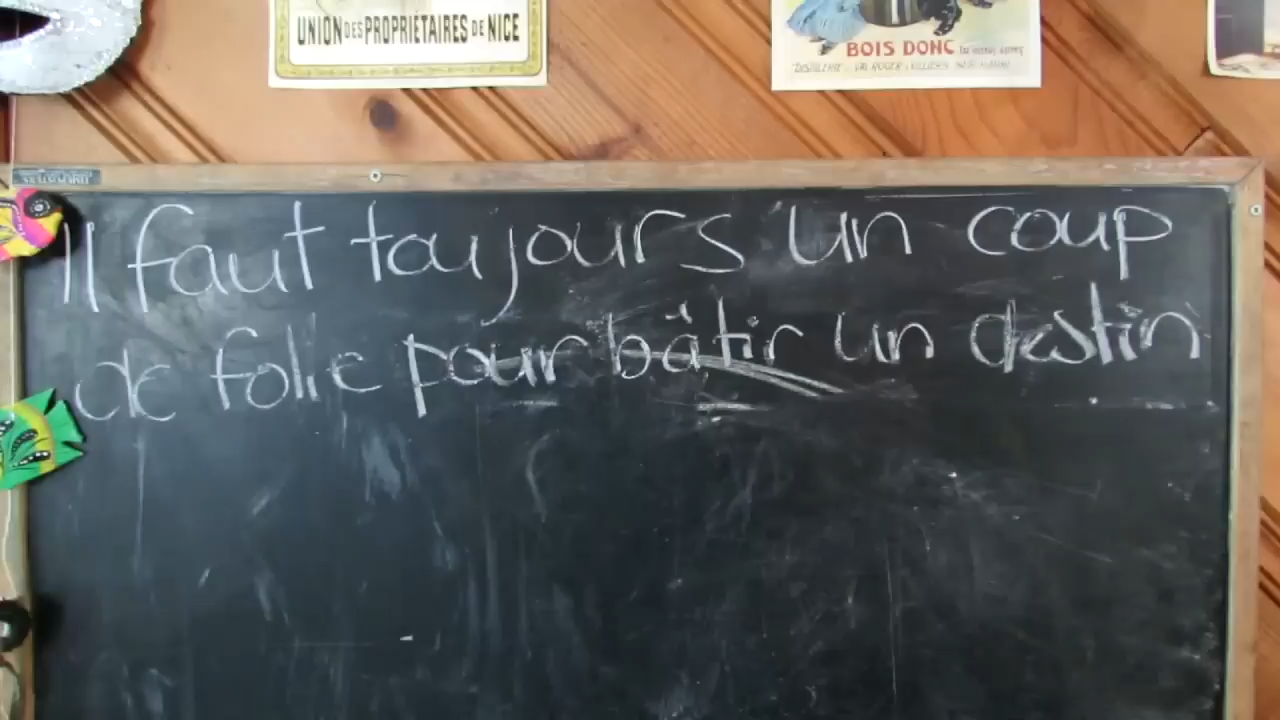 UNION DES PROPRIÉTAIRES DE NICE
BOIS DONC
Il faut toujours un coup
de folie pour bâtir un destin